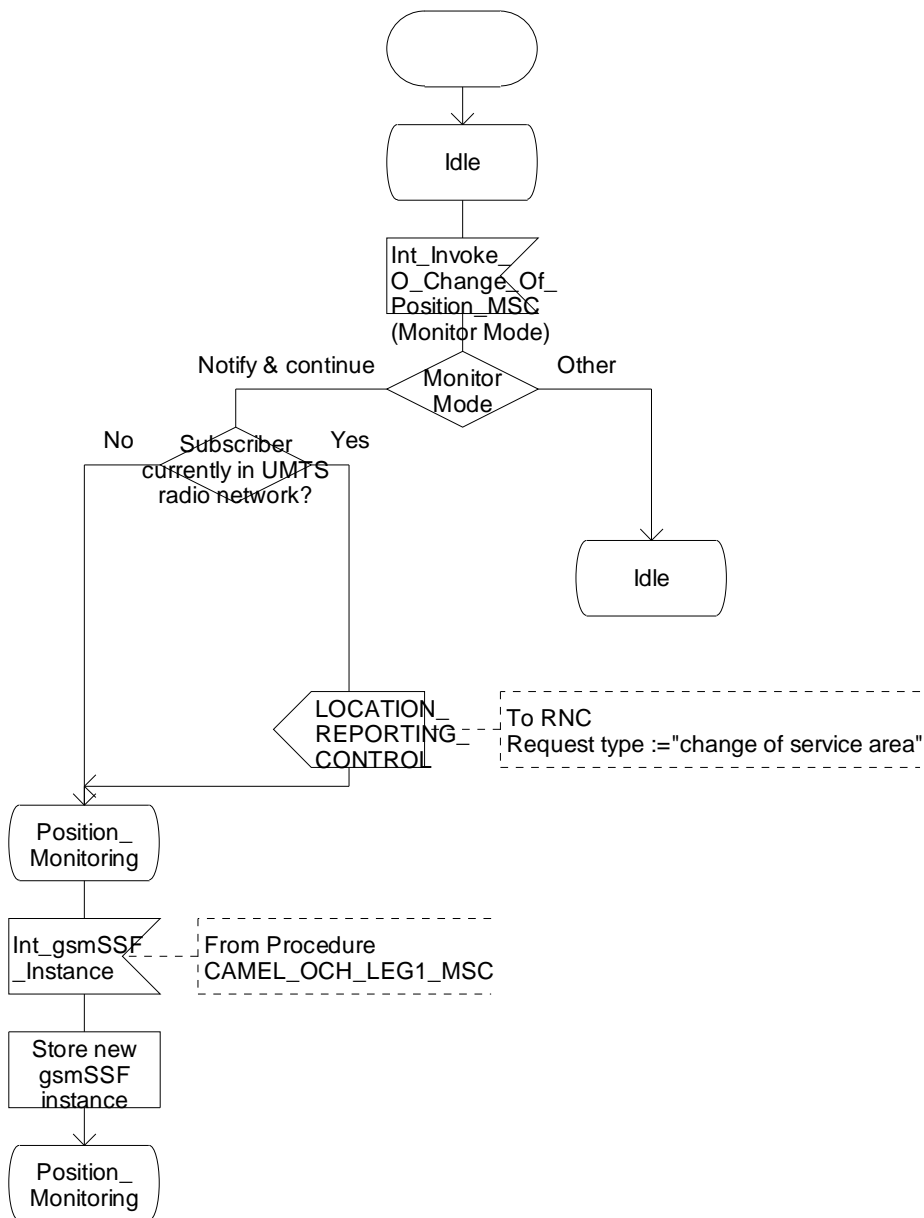 Idle
Int_Invoke_
O_Change_Of_
Position_MSC
(Monitor Mode)
Notify & continue
Monitor
Mode
Other
No
Subscriber
currently in UMTS
radio network?
Yes
Idle
LOCATION_
REPORTING_
CONTROL
To RNC
Request type :="change of service area"
Position_
Monitoring
Int_gsmSSF
_Instance
From Procedure
CAMEL_OCH_LEG1_MSC
Store new
gsmSSF
instance
Position_
Monitoring